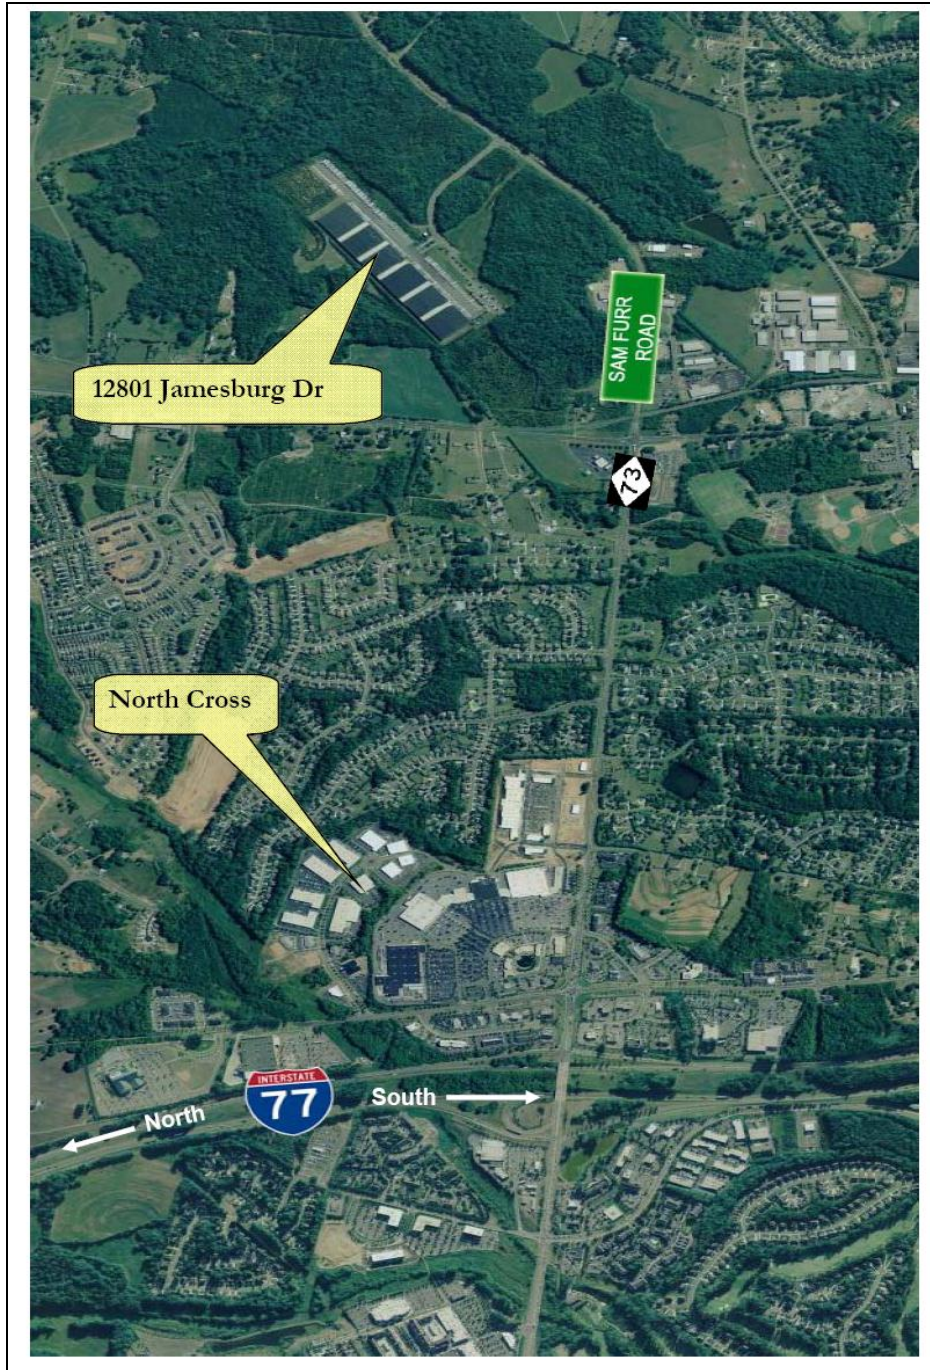 SAM FURR
ROAD
12801 Jamesburg Dr
73
North Cross
INTERSTATE
77
South
North